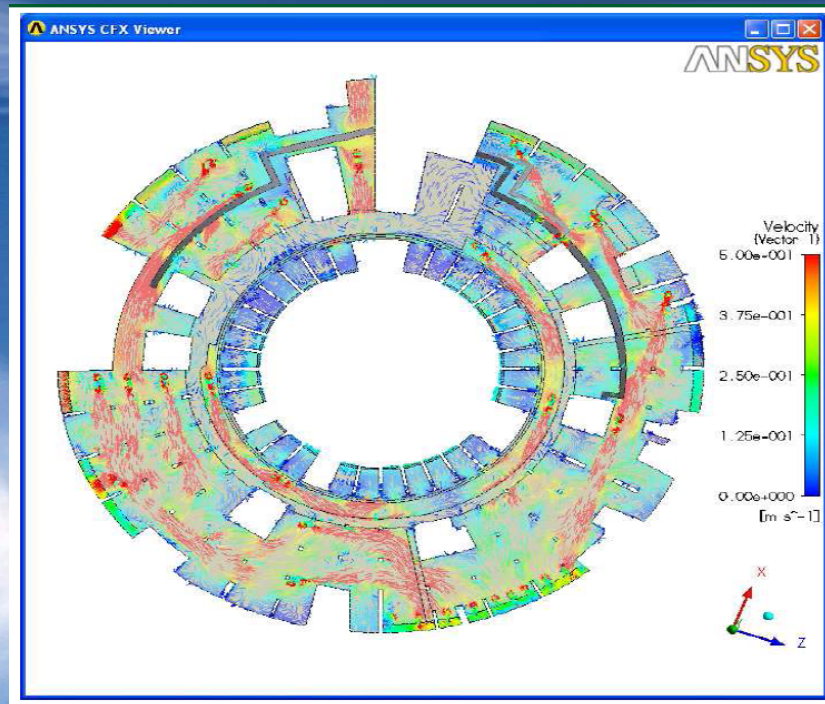 ANSYS CFX Viewer
ANSYS
Velocity
(Vector 1)
5.00e-001
3.75e-001
2.50e-001
1.25e-001
0.00e+000
[m s^-1]
X
Z